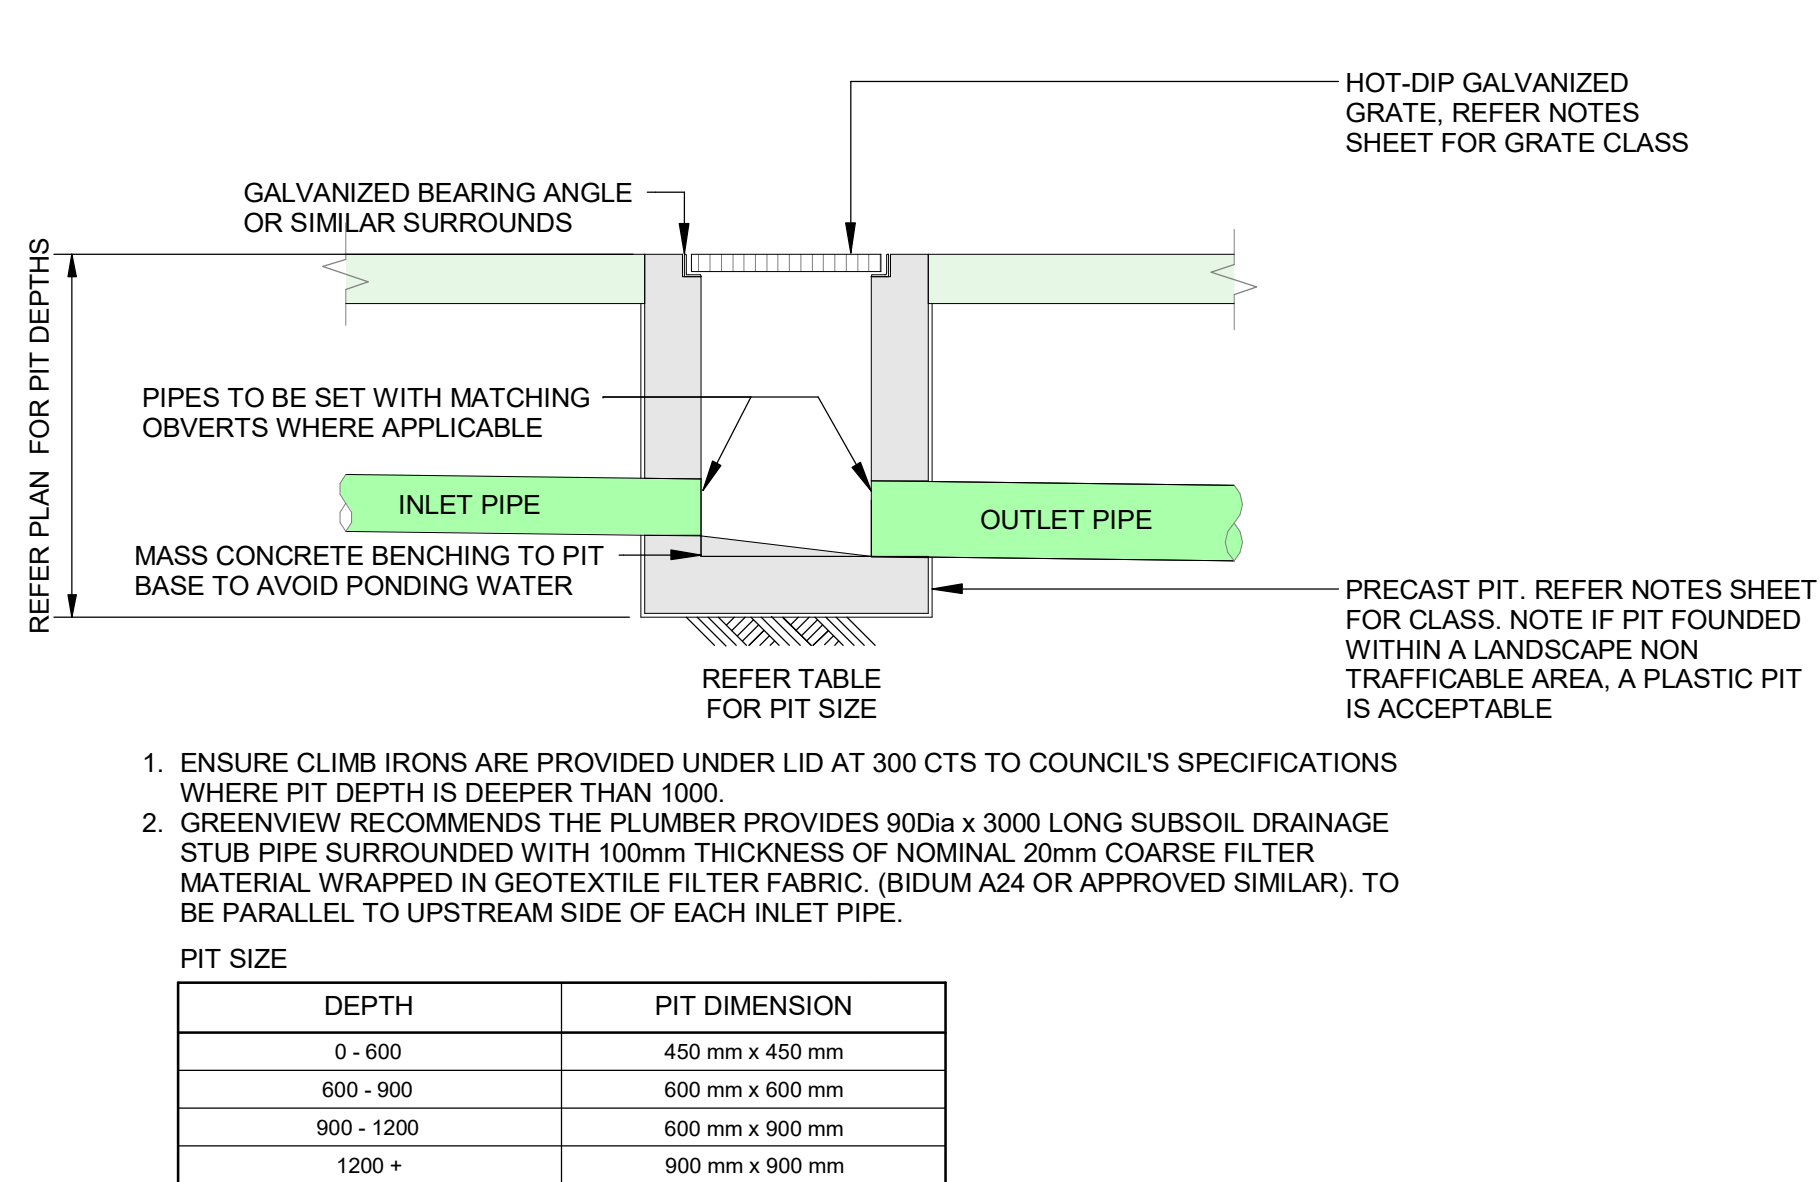 HOT-DIP GALVANIZED
GRATE, REFER NOTES
SHEET FOR GRATE CLASS
GALVANIZED BEARING ANGLE
OR SIMILAR SURROUNDS
REFER PLAN FOR PIT DEPTHS
PIPES TO BE SET WITH MATCHING
OBVERTS WHERE APPLICABLE
INLET PIPE
OUTLET PIPE
MASS CONCRETE BENCHING TO PIT
BASE TO AVOID PONDING WATER
PRECAST PIT. REFER NOTES SHEET
FOR CLASS. NOTE IF PIT FOUNDED
WITHIN A LANDSCAPE NON
TRAFFICABLE AREA, A PLASTIC PIT
IS ACCEPTABLE
REFER TABLE
FOR PIT SIZE
1. ENSURE CLIMB IRONS ARE PROVIDED UNDER LID AT 300 CTS TO COUNCIL'S SPECIFICATIONS
WHERE PIT DEPTH IS DEEPER THAN 1000.
2. GREENVIEW RECOMMENDS THE PLUMBER PROVIDES 90Dia x 3000 LONG SUBSOIL DRAINAGE
STUB PIPE SURROUNDED WITH 100mm THICKNESS OF NOMINAL 20mm COARSE FILTER
MATERIAL WRAPPED IN GEOTEXTILE FILTER FABRIC. (BIDUM A24 OR APPROVED SIMILAR). TO
BE PARALLEL TO UPSTREAM SIDE OF EACH INLET PIPE.
PIT SIZE
DEPTH PIT DIMENSION
0 - 600 450 mm x 450 mm
600 - 900 600 mm x 600 mm
900 - 1200 600 mm x 900 mm
1200 + 900 mm x 900 mm